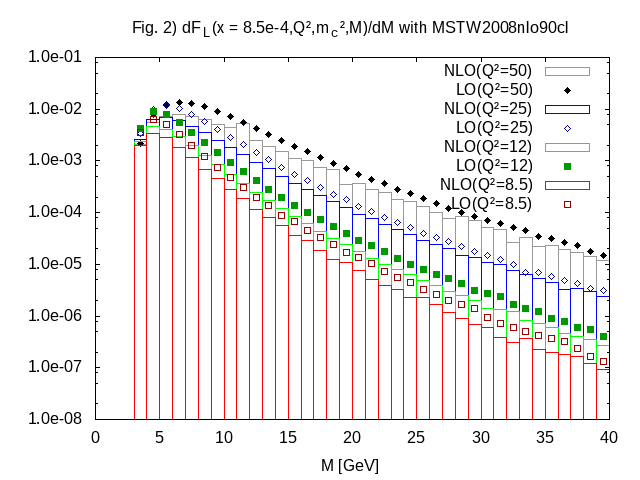 Fig. 2) dF_L(x = 8.5e-4,Q²,m_c²,M)/dM with MSTW2008nlo90cl
1.0e-01
NLO(Q²=50)
LO(Q²=50)
1.0e-02
NLO(Q²=25)
LO(Q²=25)
NLO(Q²=12)
1.0e-03
LO(Q²=12)
NLO(Q²=8.5)
LO(Q²=8.5)
1.0e-04
1.0e-05
1.0e-06
1.0e-07
1.0e-08
0 5 10 15 20 25 30 35 40
M [GeV]